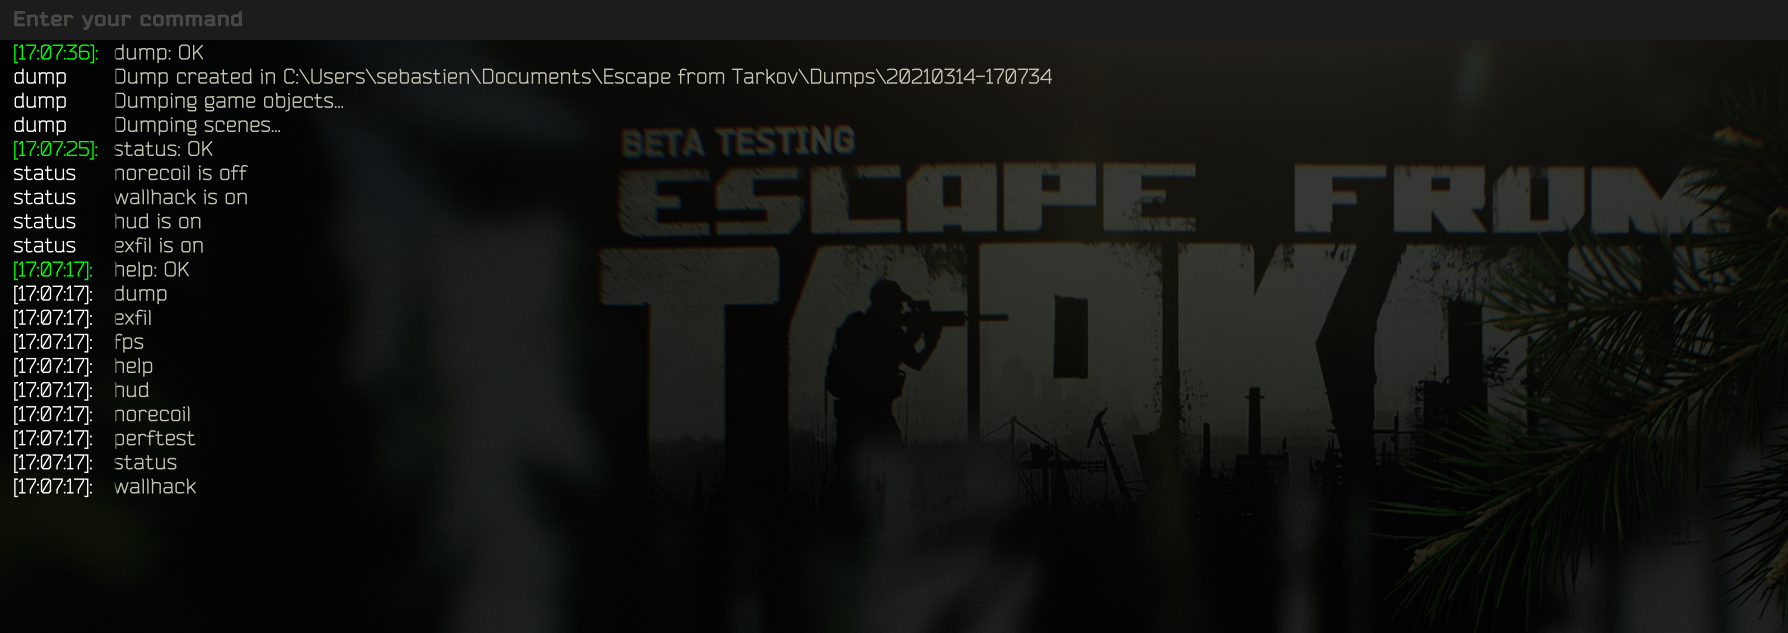 Enter your command
[17:07:36]: dump: OK
dump Dump created in C:\Users\sebastien\Documents\Escape from Tarkov\Dumps\20210314-170734
dump Dumping game objects...
dump Dumping scenes...
[17:07:25]: status: OK
status norecoil is off
status wallhack is on
status hud is on
status exfil is on
[17:07:17]: help: OK
[17:07:17]: dump
[17:07:17]: exfil
[17:07:17]: fps
[17:07:17]: help
[17:07:17]: hud
[17:07:17]: norecoil
[17:07:17]: perftest
[17:07:17]: status
[17:07:17]: wallhack
BETA TESTING
ESCAPE FROM
TARKOV